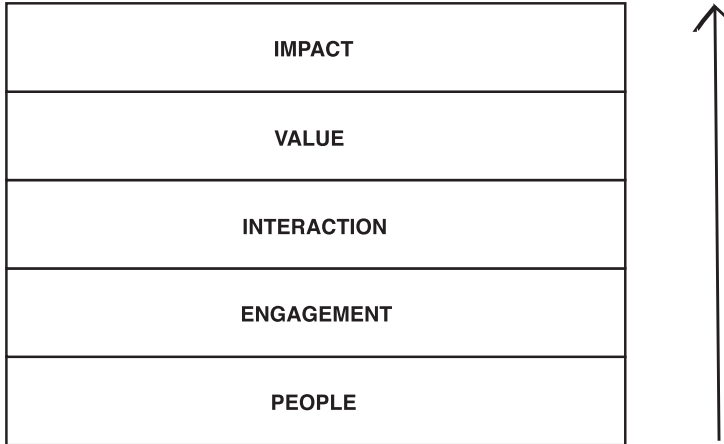 IMPACT
VALUE
INTERACTION
ENGAGEMENT
PEOPLE